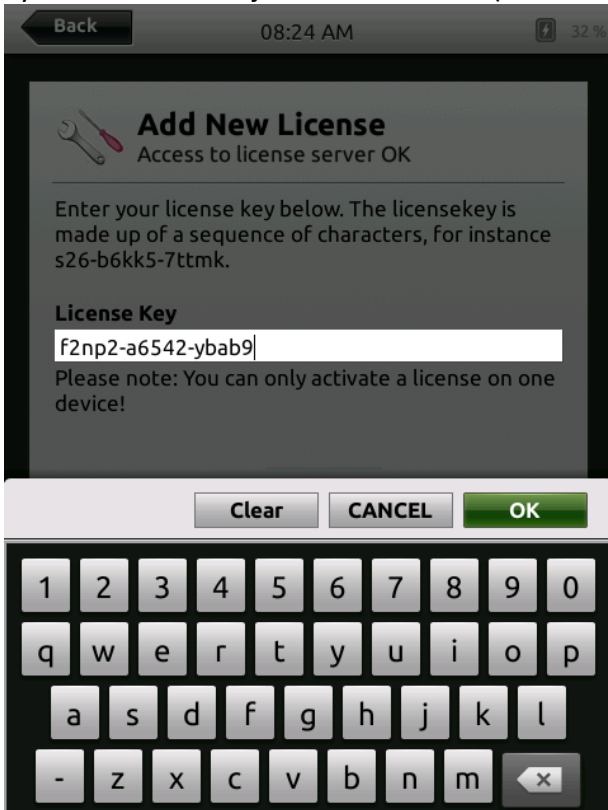 Back 08:24 AM 32 %
Add New License
Access to license server OK
Enter your license key below. The licensekey is
made up of a sequence of characters, for instance
s26-b6kk5-7ttmk.
License Key
f2np2-a6542-ybab9
Please note: You can only activate a license on one
device!
Clear CANCEL OK
1 2 3 4 5 6 7 8 9 0
q w e r t y u i o p
a s d f g h j k l
- z x c v b n m